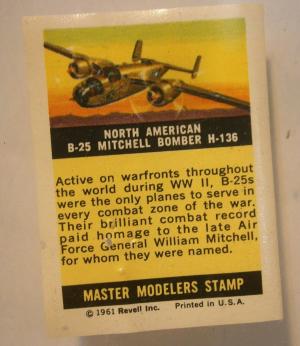 NORTH AMERICAN
B-25 MITCHELL BOMBER H-136
Active on warfronts throughout
the world during WW II, B-25s
were the only planes to serve in
every combat zone of the war.
Their brilliant combat record
paid homage to the late Air
Force General William Mitchell,
for whom they were named.
MASTER MODELERS STAMP
© 1961 Revell Inc. Printed in U.S.A.